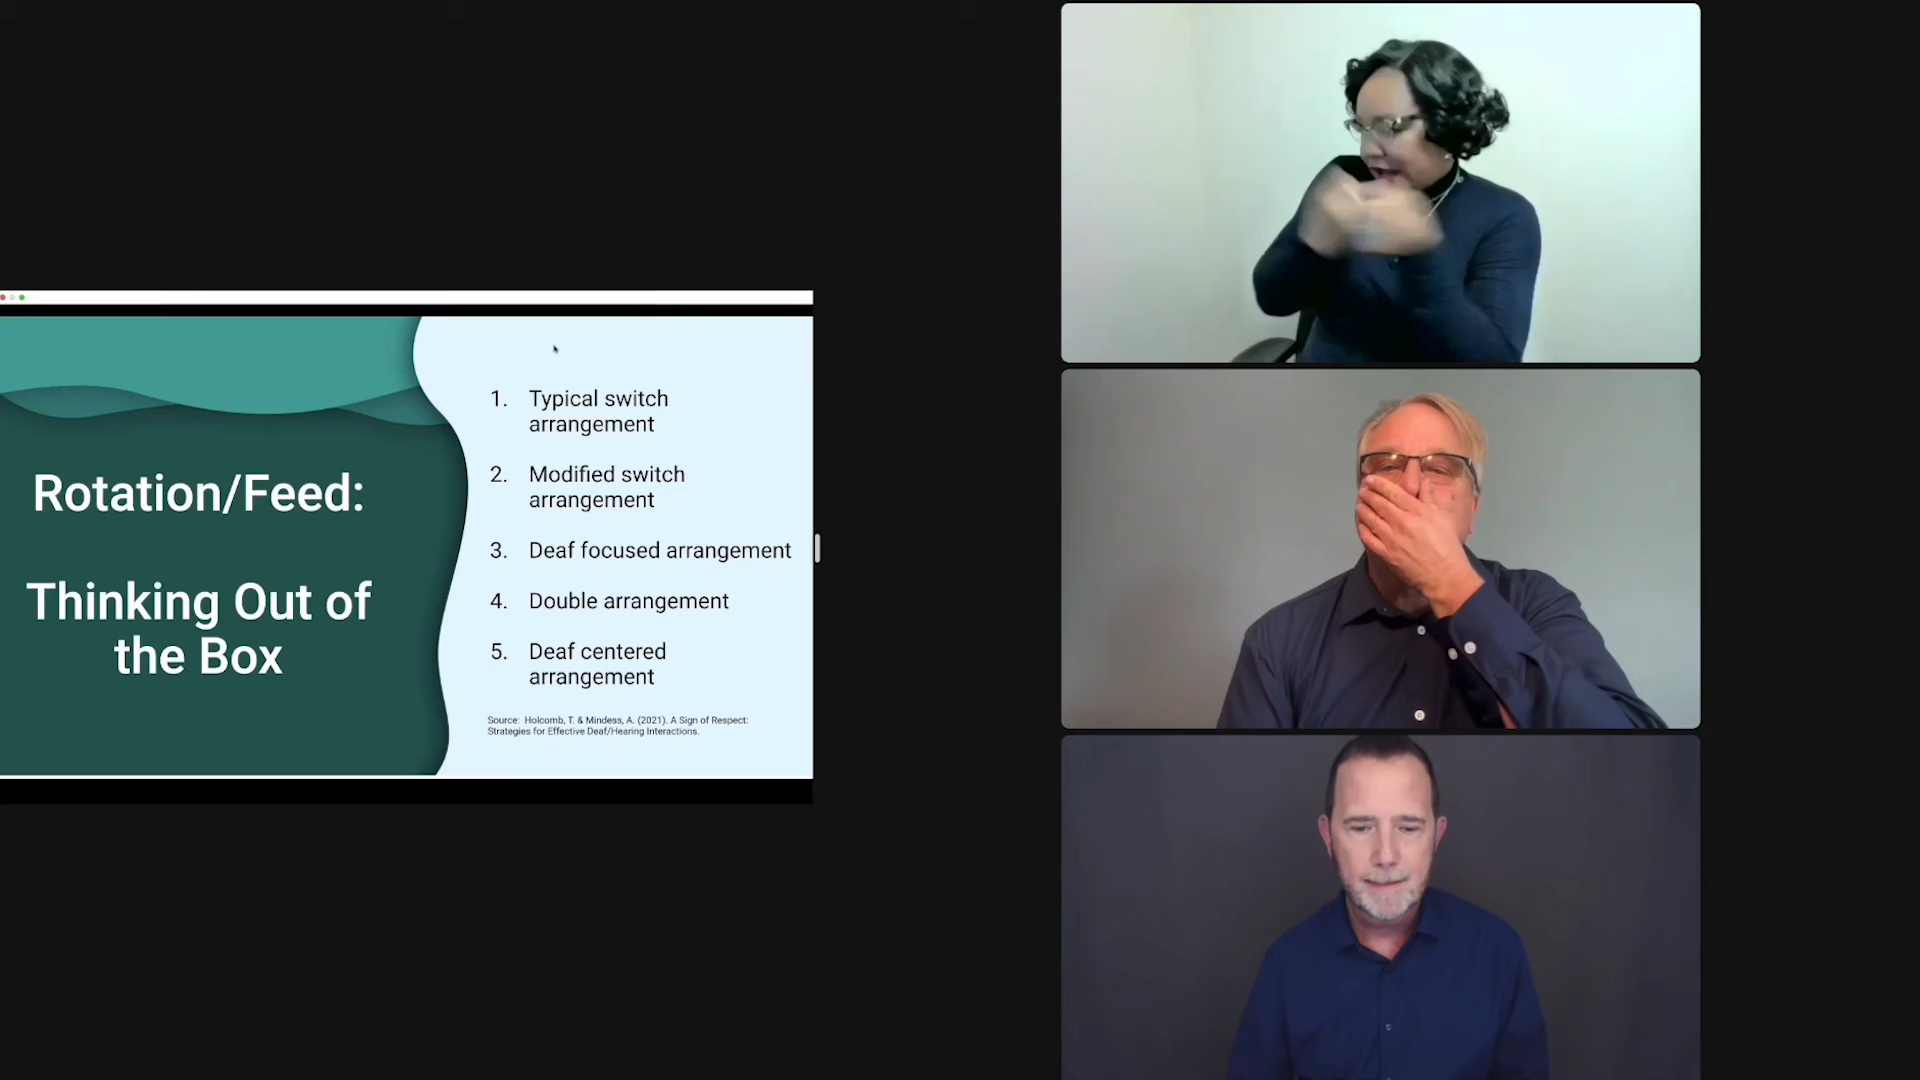 Rotation/Feed:
Thinking Out of
the Box
1. Typical switch
arrangement
2. Modified switch
arrangement
3. Deaf focused arrangement
4. Double arrangement
5. Deaf centered
arrangement
Source: Holcomb, T. & Mindess, A. (2021). A Sign of Respect:
Strategies for Effective Deaf/Hearing Interactions.